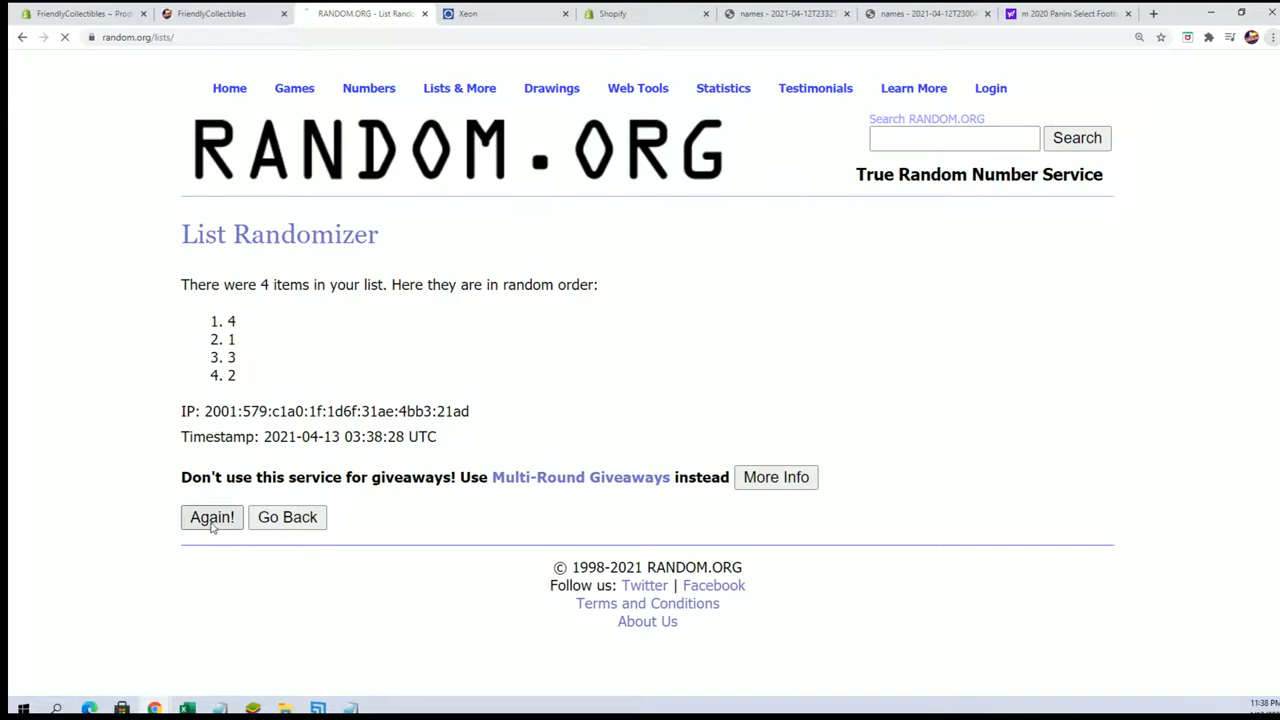 FriendlyCollectibles ~ Prod
FriendlyCollectibles
RANDOM.ORG - List Rando
Xeon
Shopify
names - 2021-04-12T2332
names - 2021-04-12T2300
m 2020 Panini Select Footb
random.org/lists/
Home
Games
Numbers
Lists & More
Drawings
Web Tools
Statistics
Testimonials
Learn More
Login
RANDOM.ORG
Search RANDOM.ORG
Search
True Random Number Service
List Randomizer
There were 4 items in your list. Here they are in random order:
1. 4
2. 1
3. 3
4. 2
IP: 2001:579:c1a0:1f:1d6f:31ae:4bb3:21ad
Timestamp: 2021-04-13 03:38:28 UTC
Don't use this service for giveaways! Use Multi-Round Giveaways instead
More Info
Again!
Go Back
© 1998-2021 RANDOM.ORG
Follow us: Twitter | Facebook
Terms and Conditions
About Us
11:38 PM